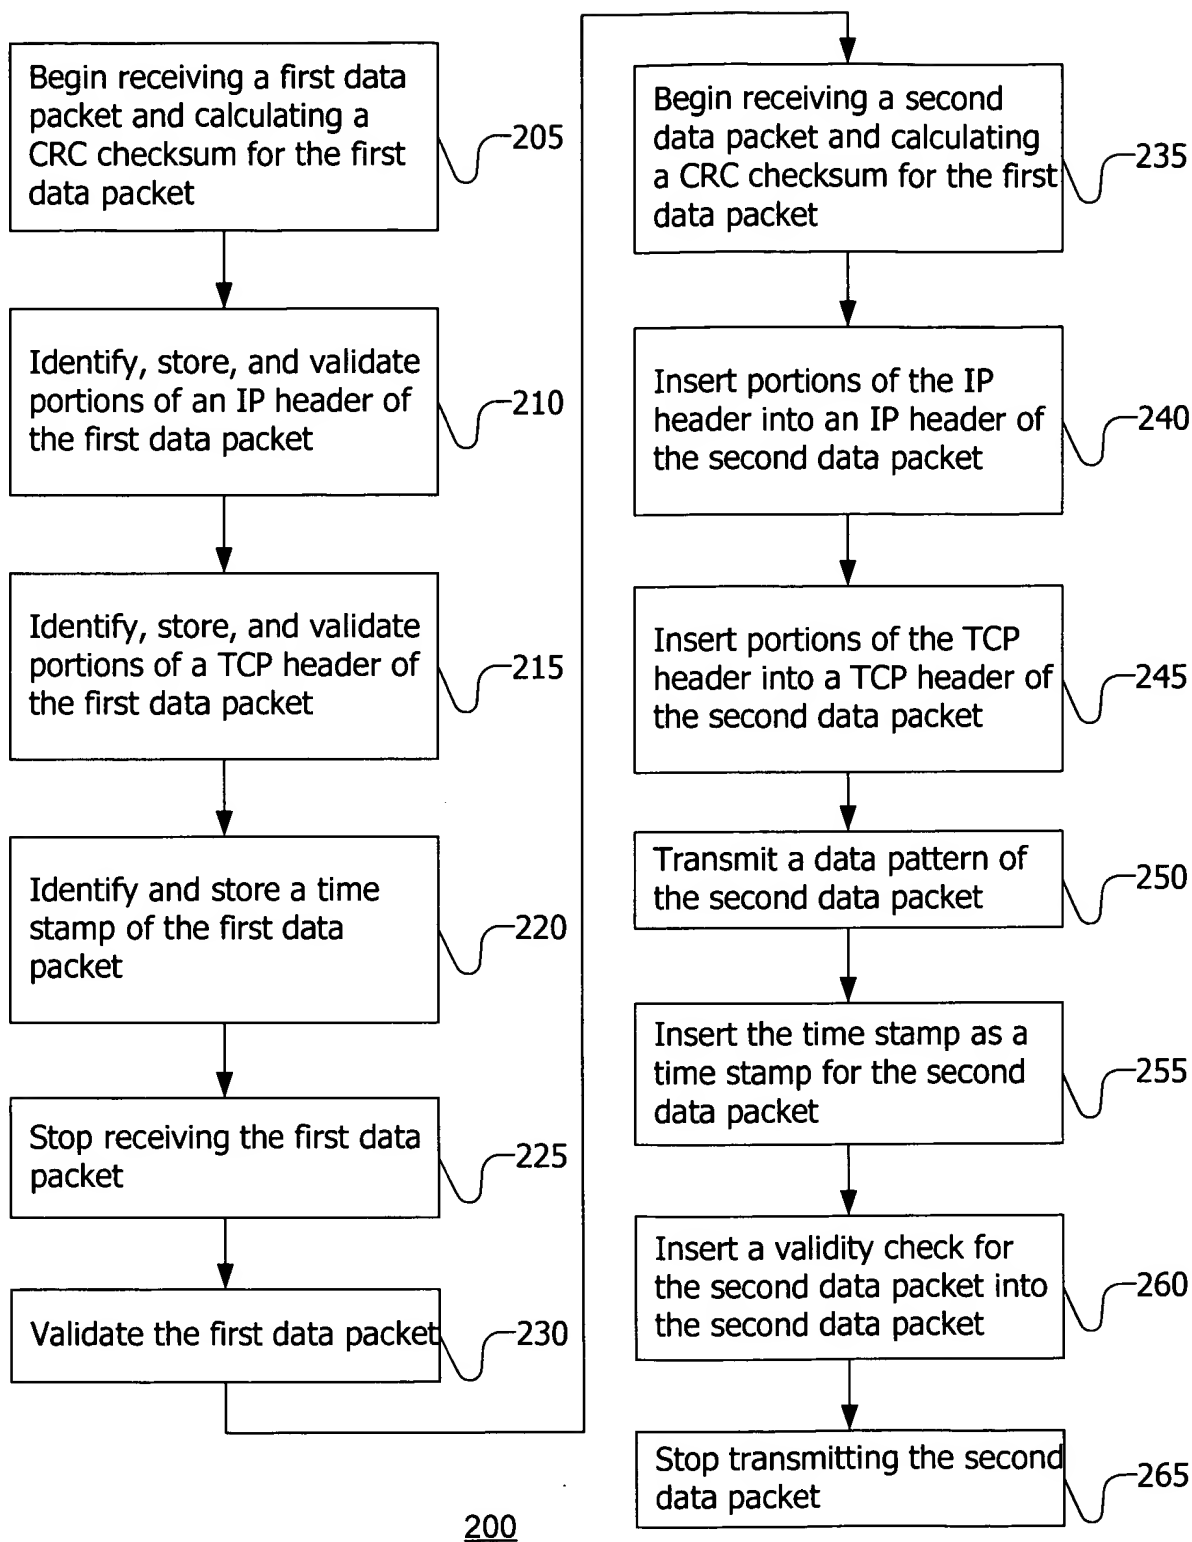 Begin receiving a first data
packet and calculating a
CRC checksum for the first
data packet
205
Identify, store, and validate
portions of an IP header of
the first data packet
210
Identify, store, and validate
portions of a TCP header of
the first data packet
215
Identify and store a time
stamp of the first data
packet
220
Stop receiving the first data
packet
225
Validate the first data packet
230
Begin receiving a second
data packet and calculating
a CRC checksum for the first
data packet
235
Insert portions of the IP
header into an IP header of
the second data packet
240
Insert portions of the TCP
header into a TCP header of
the second data packet
245
Transmit a data pattern of
the second data packet
250
Insert the time stamp as a
time stamp for the second
data packet
255
Insert a validity check for
the second data packet into
the second data packet
260
Stop transmitting the second
data packet
265
200